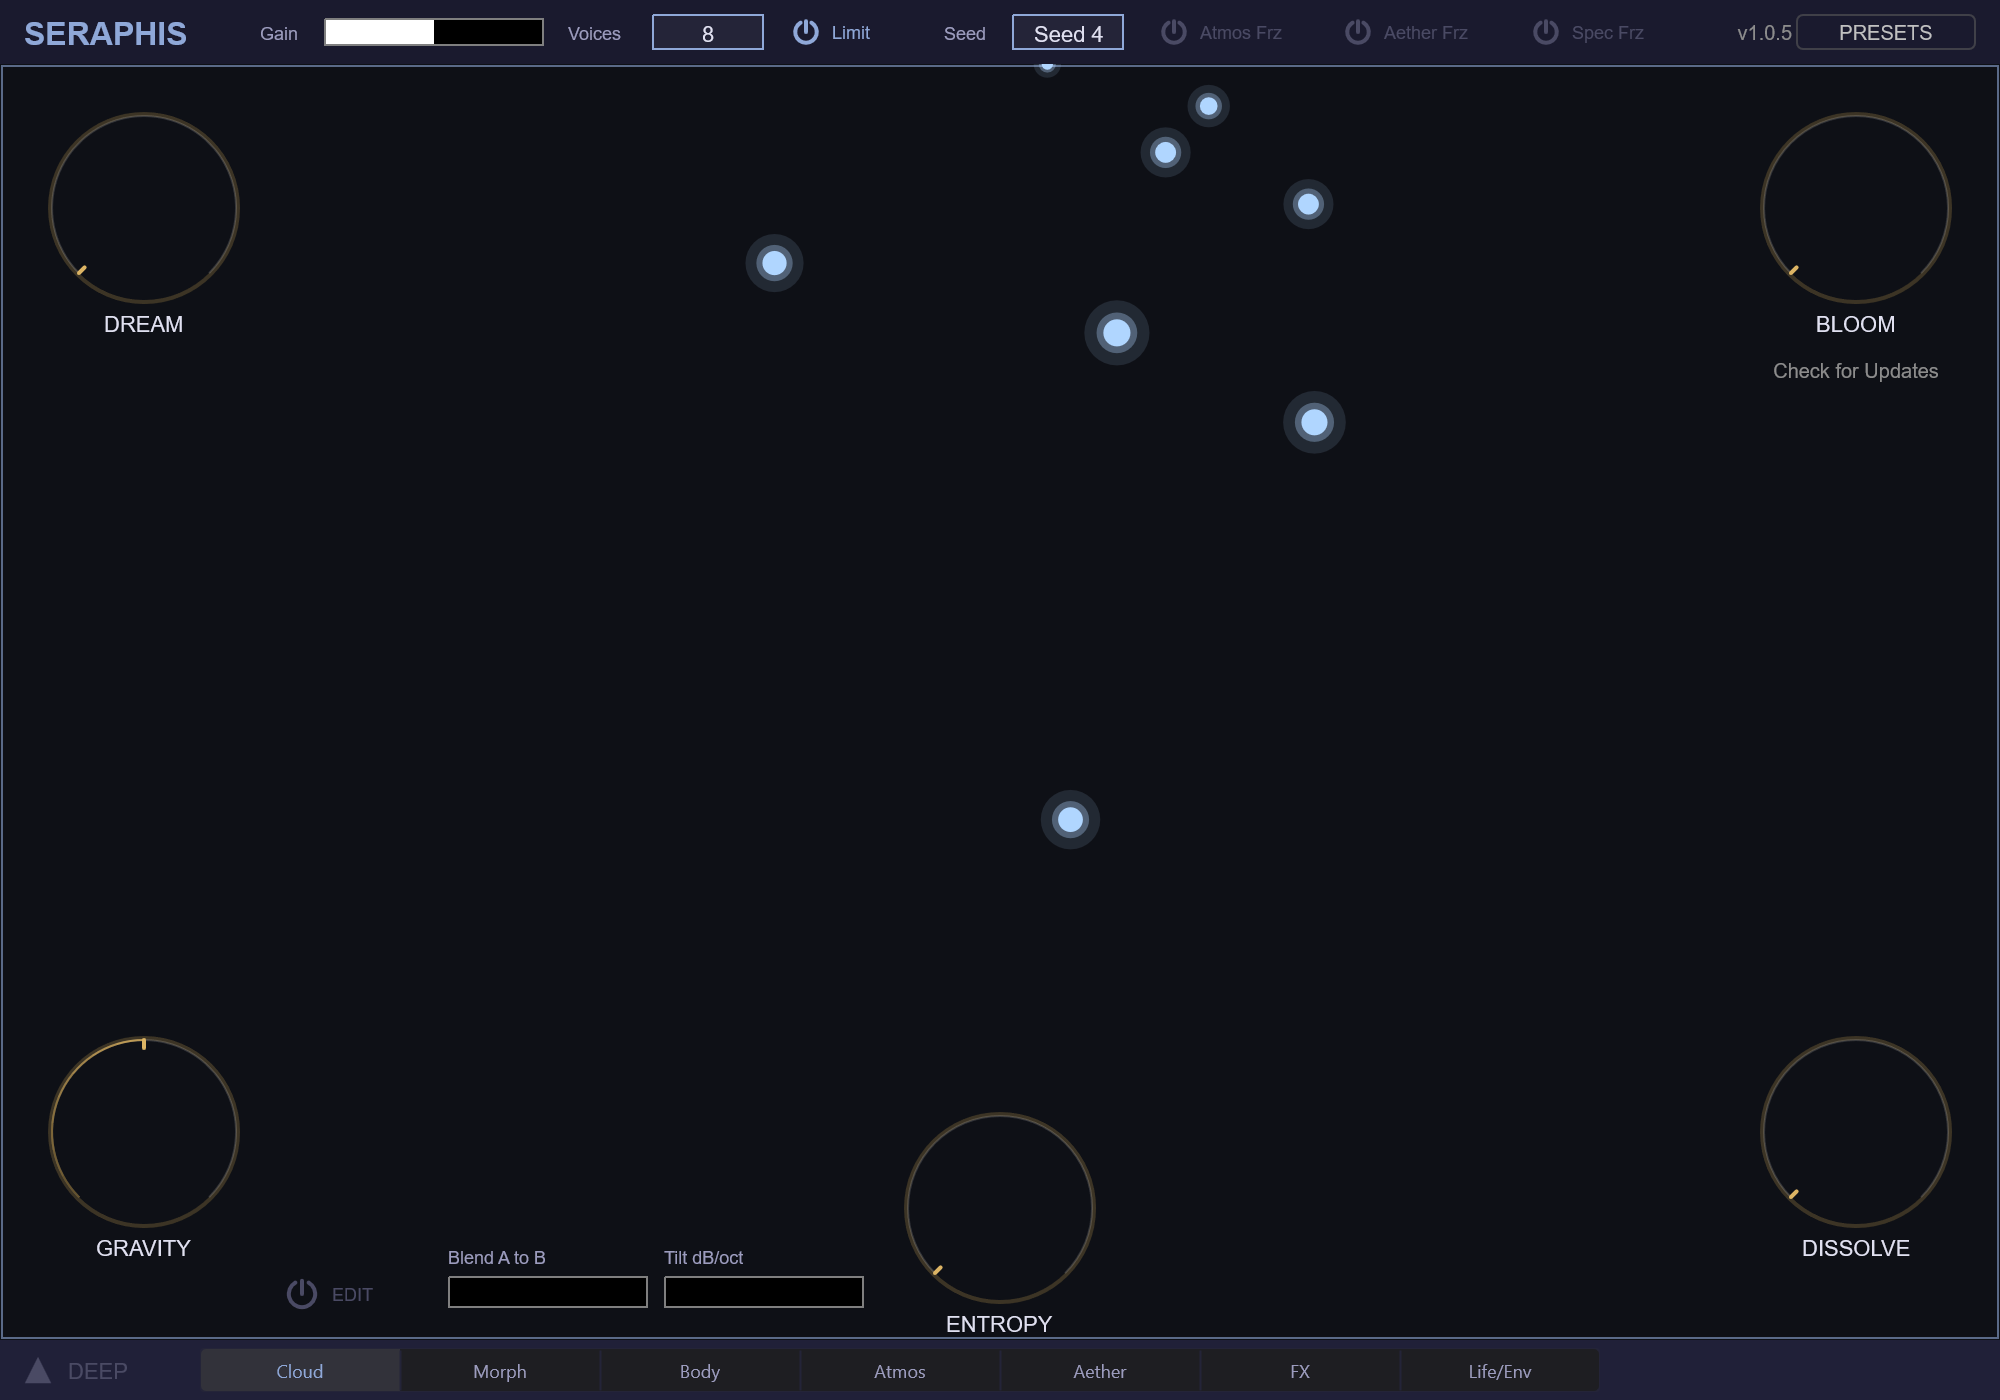 SERAPHIS Gain Voices 8 Limit Seed Seed 4 Atmos Frz Aether Frz Spec Frz v1.0.5 PRESETS
DREAM BLOOM
Check for Updates
GRAVITY DISSOLVE
Blend A to B Tilt dB/oct
EDIT
ENTROPY
DEEP Cloud Morph Body Atmos Aether FX Life/Env